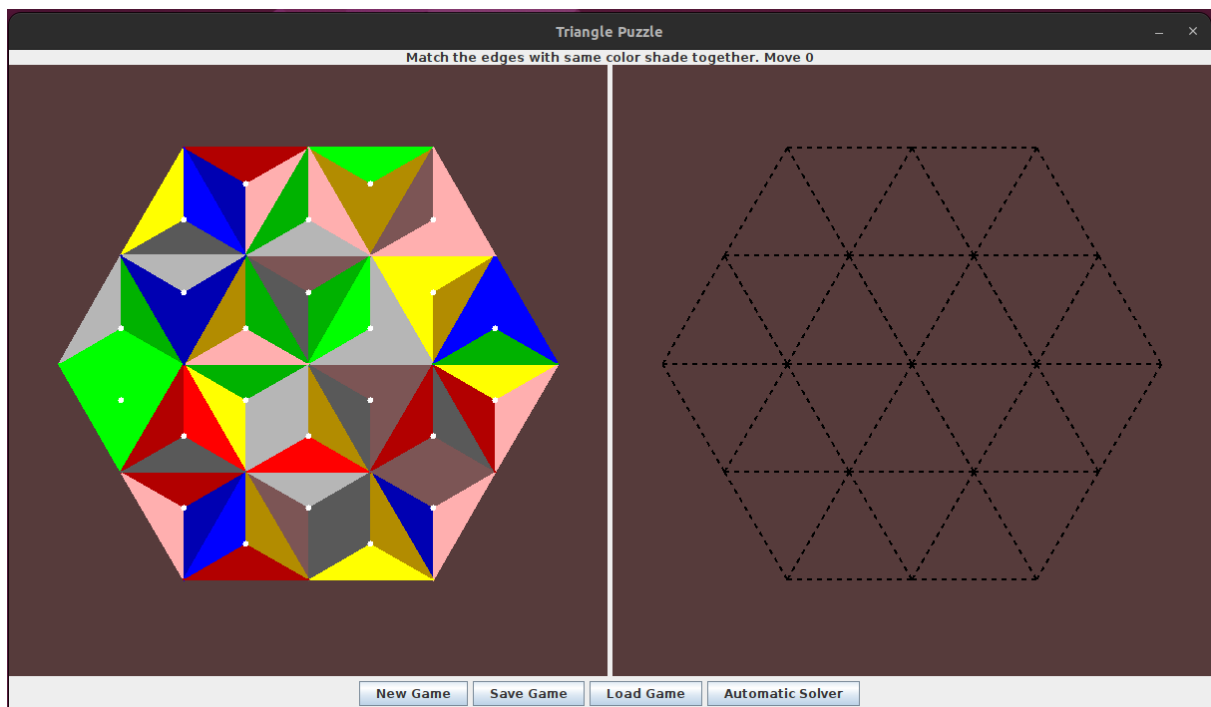 Triangle Puzzle
Match the edges with same color shade together. Move 0
New Game
Save Game
Load Game
Automatic Solver